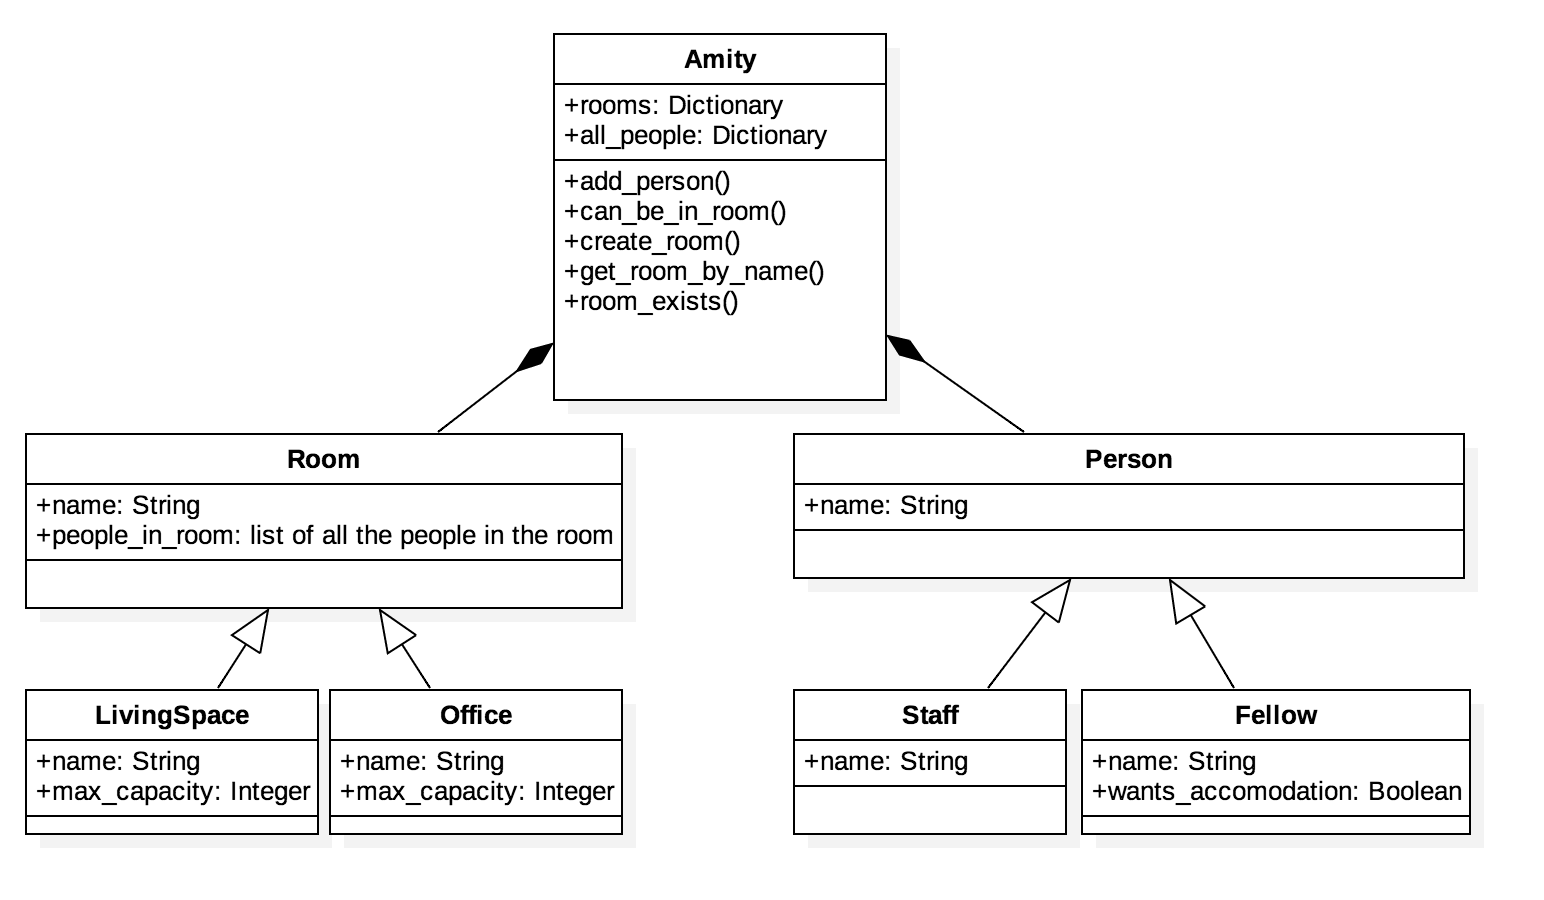 Amity
+rooms: Dictionary
+all_people: Dictionary
+add_person()
+can_be_in_room()
+create_room()
+get_room_by_name()
+room_exists()
Room
+name: String
+people_in_room: list of all the people in the room
Person
+name: String
LivingSpace
+name: String
+max_capacity: Integer
Office
+name: String
+max_capacity: Integer
Staff
+name: String
Fellow
+name: String
+wants_accomodation: Boolean